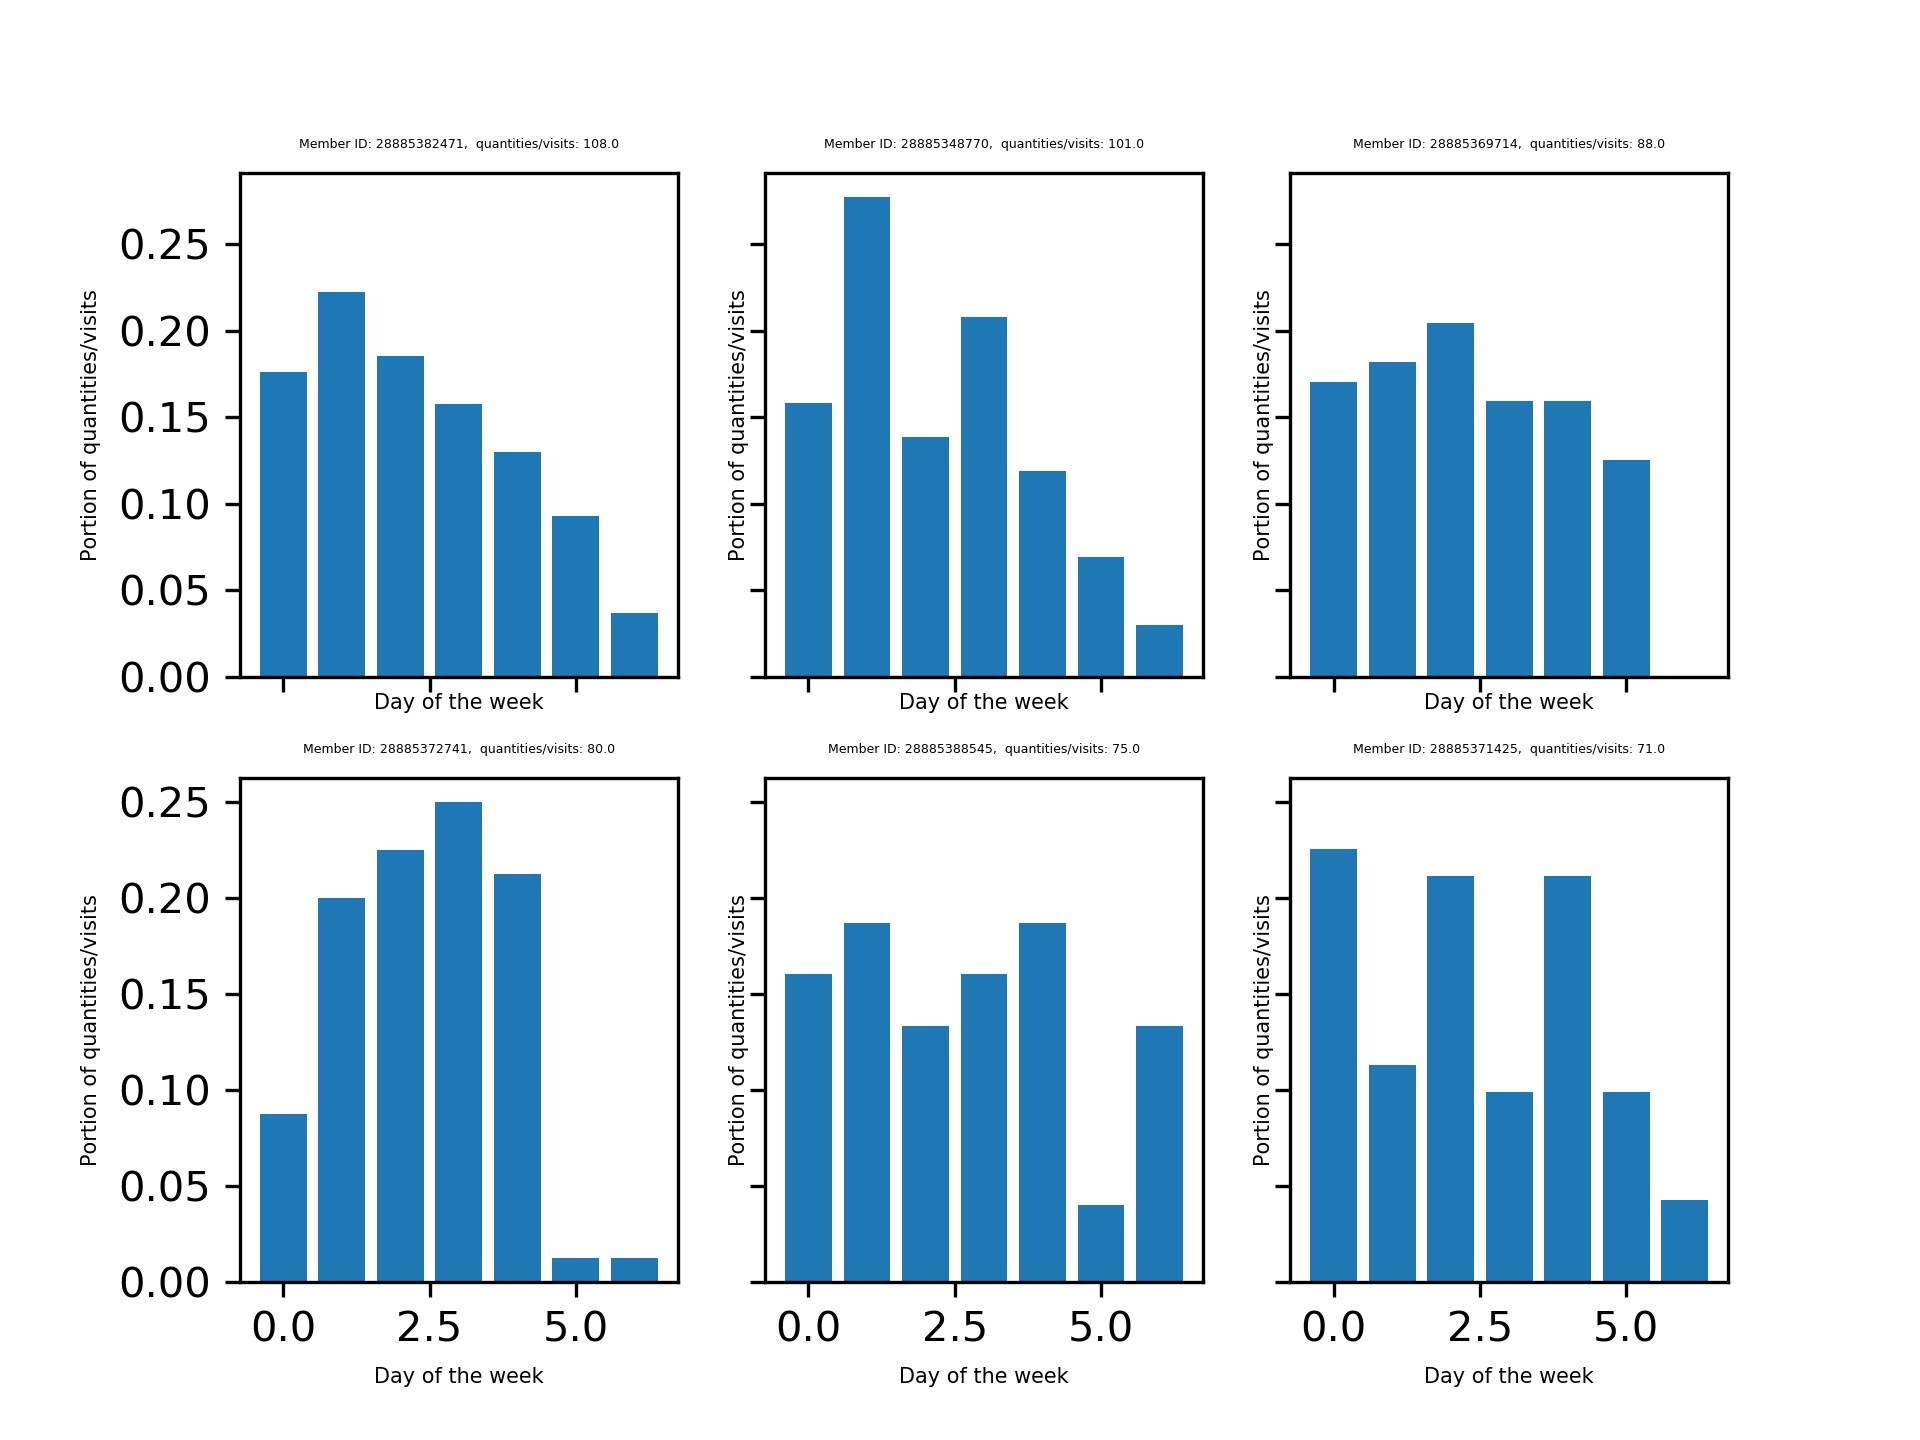 Member ID: 28885382471,  quantities/visits: 108.0
Member ID: 28885348770,  quantities/visits: 101.0
Member ID: 28885369714,  quantities/visits: 88.0
Portion of quantities/visits
0.25
0.20
0.15
0.10
0.05
0.00
Portion of quantities/visits
Portion of quantities/visits
Day of the week
Day of the week
Day of the week
Member ID: 28885372741,  quantities/visits: 80.0
Member ID: 28885388545,  quantities/visits: 75.0
Member ID: 28885371425,  quantities/visits: 71.0
Portion of quantities/visits
0.25
0.20
0.15
0.10
0.05
0.00
Portion of quantities/visits
Portion of quantities/visits
0.0 2.5 5.0
0.0 2.5 5.0
0.0 2.5 5.0
Day of the week
Day of the week
Day of the week